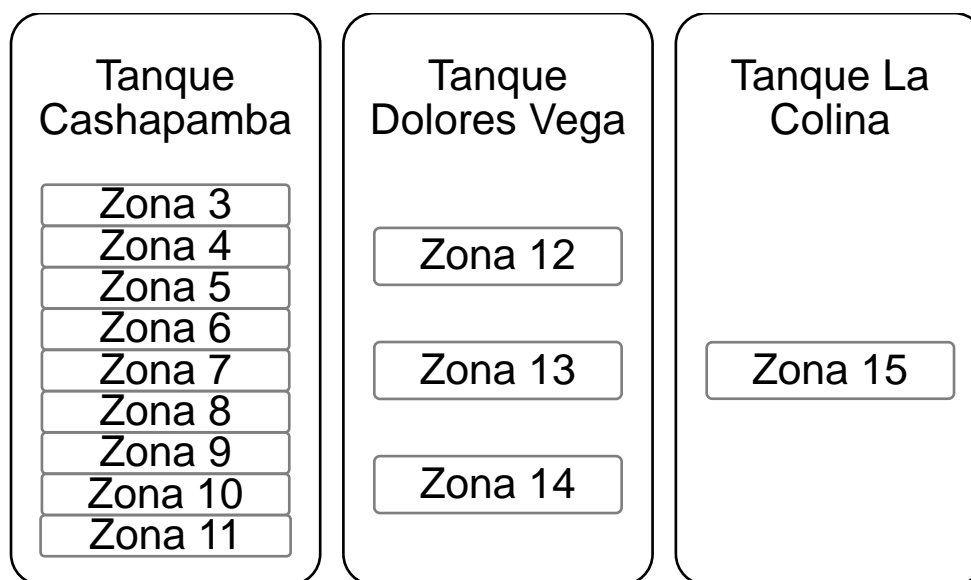 Tanque
Cashapamba
Zona 3
Zona 4
Zona 5
Zona 6
Zona 7
Zona 8
Zona 9
Zona 10
Zona 11
Tanque
Dolores Vega
Zona 12
Zona 13
Zona 14
Tanque La
Colina
Zona 15